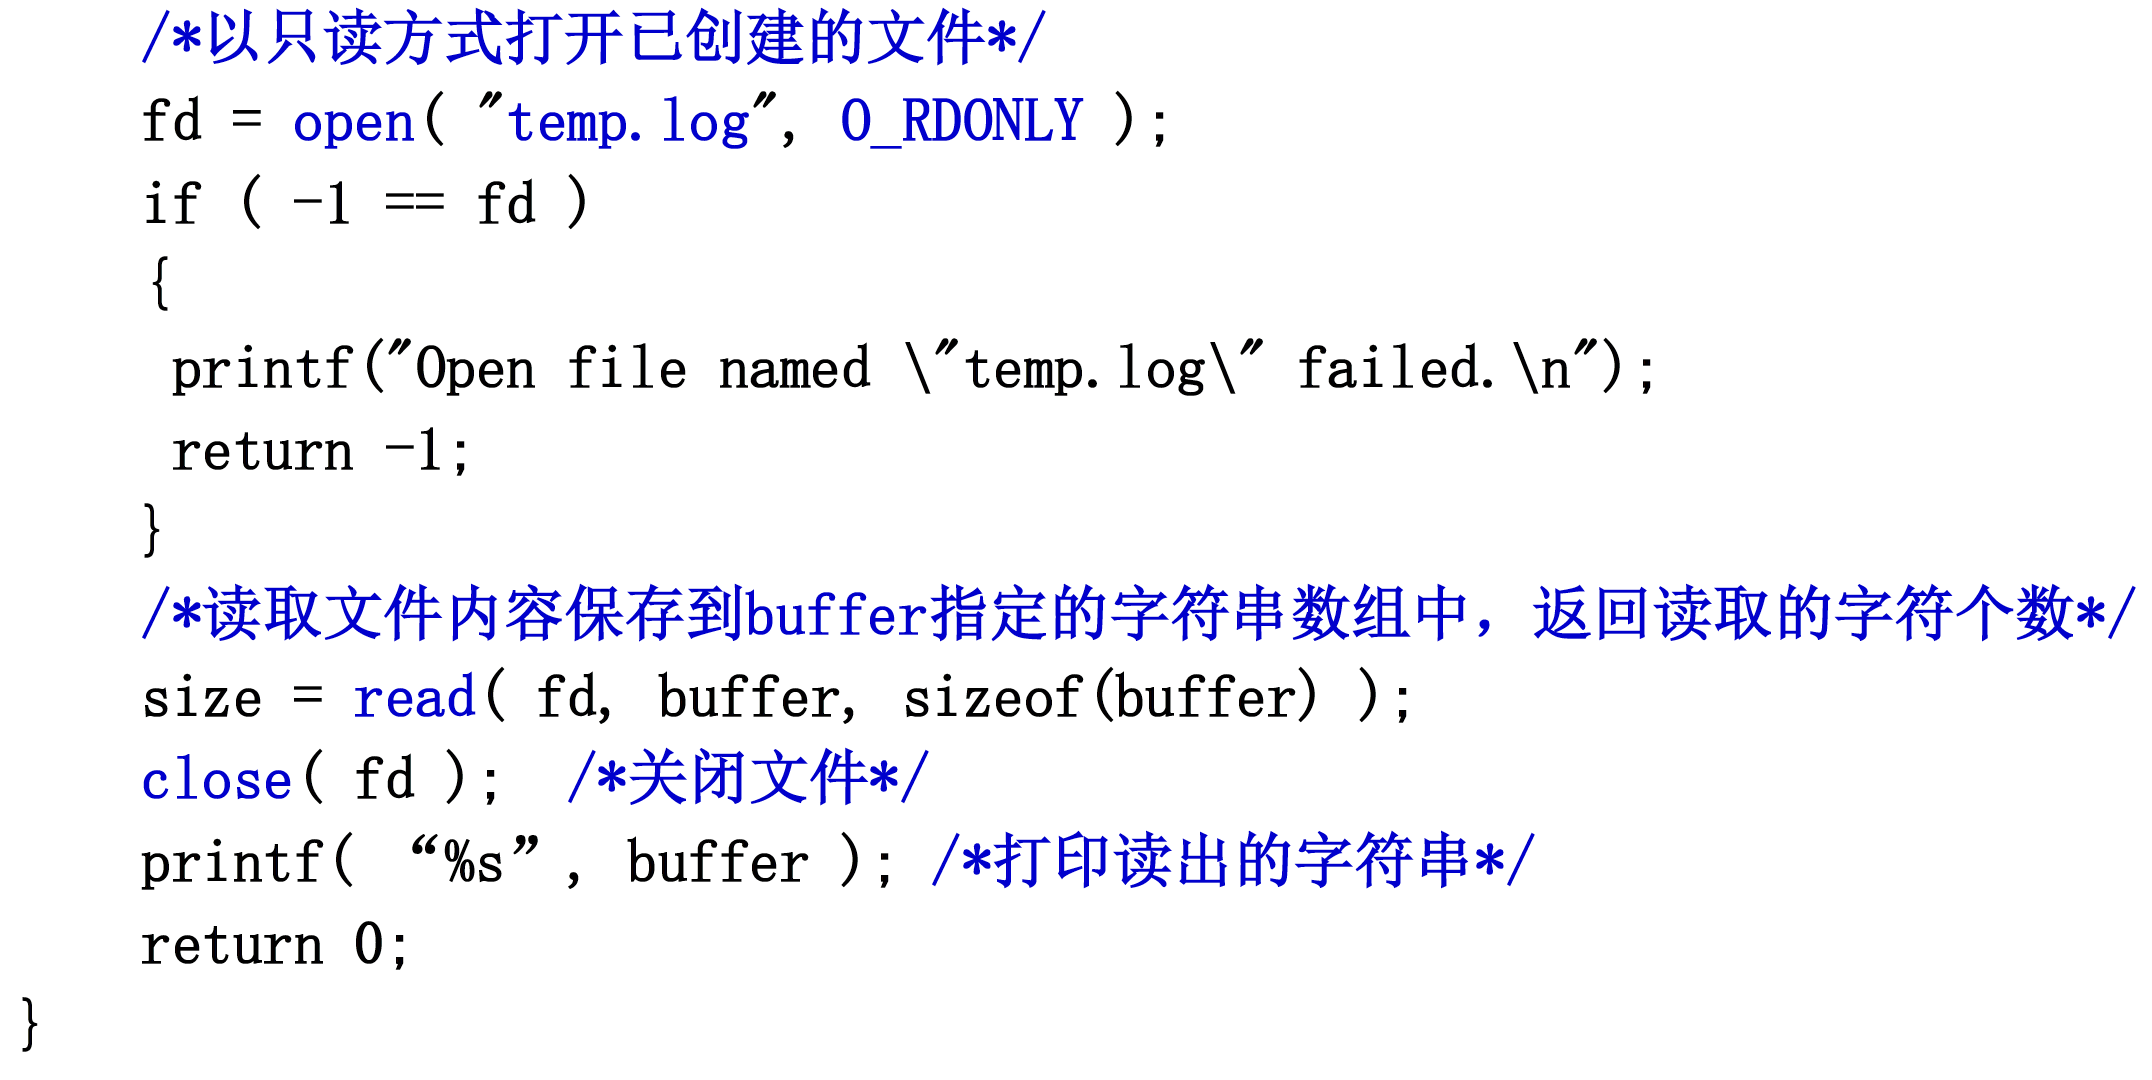 /*以只读方式打开已创建的文件*/
fd = open( "temp.log", O_RDONLY );
if ( -1 == fd )
{
printf("Open file named \"temp.log\" failed.\n");
return -1;
}
/*读取文件内容保存到buffer指定的字符串数组中，返回读取的字符个数*/
size = read( fd, buffer, sizeof(buffer) );
close( fd ); /*关闭文件*/
printf( “%s”, buffer ); /*打印读出的字符串*/
return 0;
}